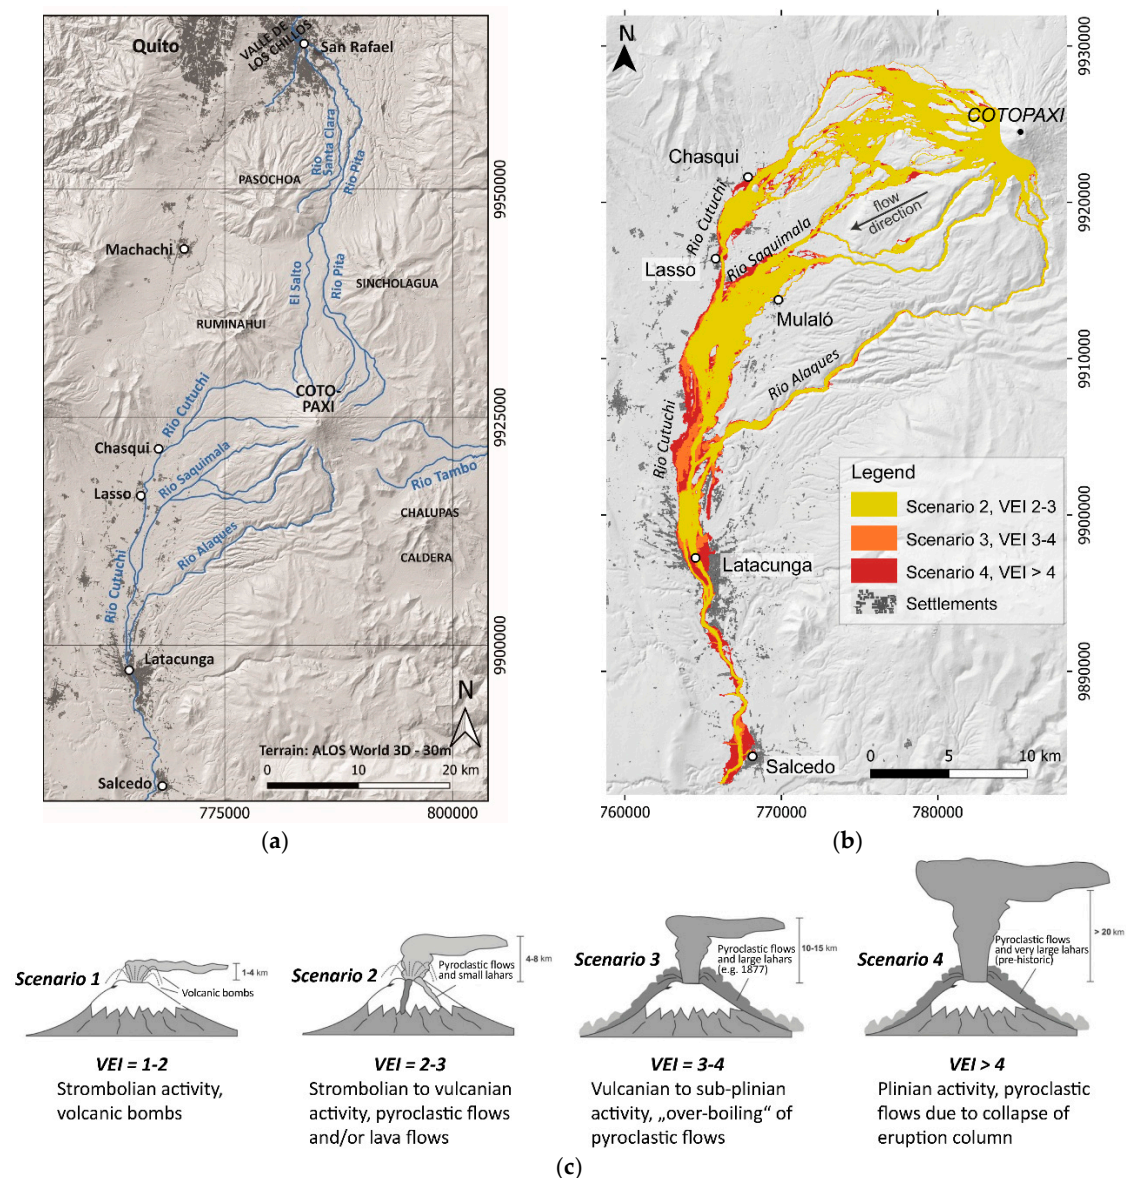 Quito
VALLE DE
LOS CHILLOS
San Rafael
Rio
Santa Clara
Rio Pita
PASOCHOA
Machachi
El Salto
Rio Pita
SINCHOLAGUA
RUMINAHUI
COTO-
PAXI
Rio Cutuchi
Chasqui
Rio Saquimala
Lasso
Rio Tambo
CHALUPAS
CALDERA
Rio Alaques
Rio Cutuchi
Latacunga
N
Terrain: ALOS World 3D - 30m
0 10 20 km
Salcedo
9950000
9925000
9900000
775000 800000
(a)
N
COTOPAXI
Chasqui
flow
direction
Rio Cutuchi
Rio Saquimala
Lasso
Mulaló
Rio Alaques
Rio Cutuchi
Legend
Scenario 2, VEI 2-3
Scenario 3, VEI 3-4
Scenario 4, VEI > 4
Settlements
Latacunga
Salcedo
0 5 10 km
9930000
9920000
9910000
9900000
9890000
760000 770000 780000
(b)
Scenario 1
1-4 km
Volcanic bombs
VEI = 1-2
Strombolian activity,
volcanic bombs
Scenario 2
4-8 km
Pyroclastic flows
and small lahars
VEI = 2-3
Strombolian to vulcanian
activity, pyroclastic flows
and/or lava flows
Scenario 3
10-15 km
Pyroclastic flows
and large lahars
(e.g. 1877)
VEI = 3-4
Vulcanian to sub-plinian
activity, „over-boiling“ of
pyroclastic flows
Scenario 4
> 20 km
Pyroclastic flows
and very large lahars
(pre-historic)
VEI > 4
Plinian activity, pyroclastic
flows due to collapse of
eruption column
(c)